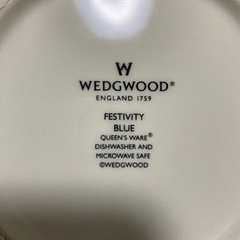 W
WEDGWOOD®
ENGLAND 1759
FESTIVITY
BLUE
QUEEN'S WARE®
DISHWASHER AND
MICROWAVE SAFE
©WEDGWOOD